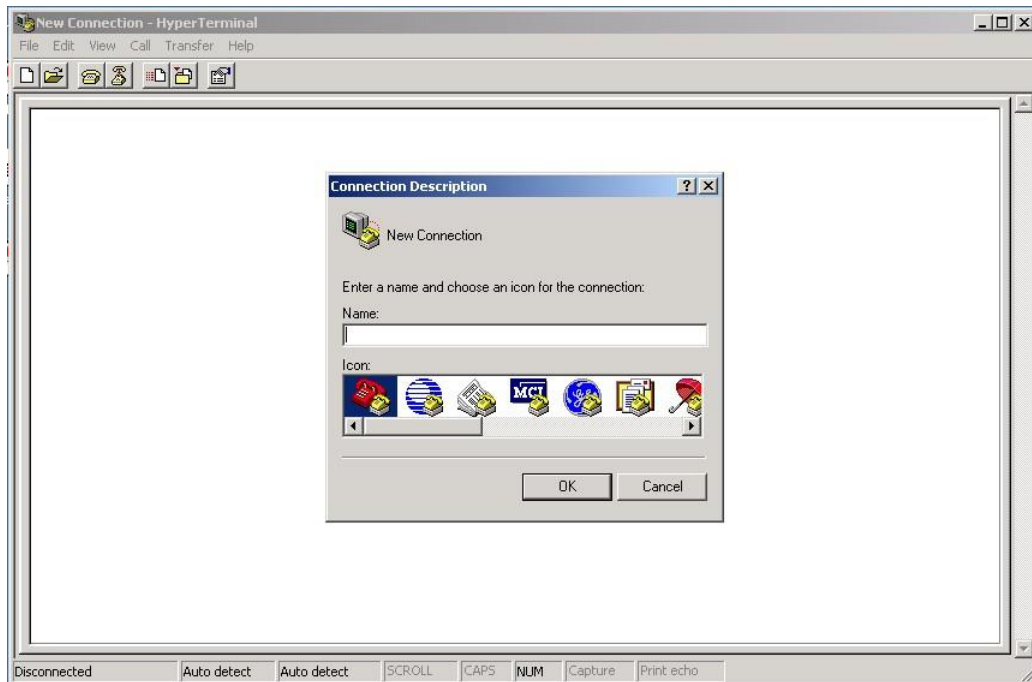 New Connection - HyperTerminal
File Edit View Call Transfer Help
Connection Description
New Connection
Enter a name and choose an icon for the connection:
Name:
Icon:
MCI
OK Cancel
Disconnected Auto detect Auto detect SCROLL CAPS NUM Capture Print echo